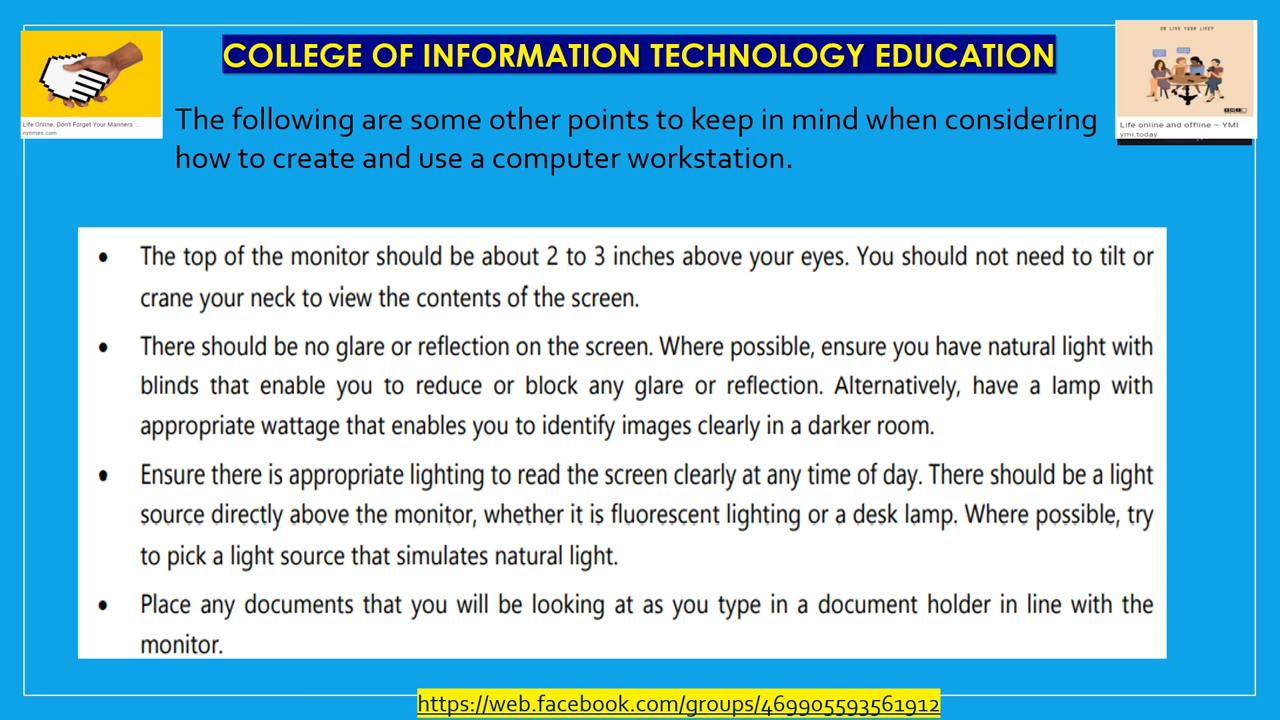 COLLEGE OF INFORMATION TECHNOLOGY EDUCATION
OR LIVE YOUR LIFE?
Life Online. Don't Forget Your Manners ...
nytimes.com
Life online and offline – YMI
ymi.today
The following are some other points to keep in mind when considering
how to create and use a computer workstation.
• The top of the monitor should be about 2 to 3 inches above your eyes. You should not need to tilt or
crane your neck to view the contents of the screen.
• There should be no glare or reflection on the screen. Where possible, ensure you have natural light with
blinds that enable you to reduce or block any glare or reflection. Alternatively, have a lamp with
appropriate wattage that enables you to identify images clearly in a darker room.
• Ensure there is appropriate lighting to read the screen clearly at any time of day. There should be a light
source directly above the monitor, whether it is fluorescent lighting or a desk lamp. Where possible, try
to pick a light source that simulates natural light.
• Place any documents that you will be looking at as you type in a document holder in line with the
monitor.
https://web.facebook.com/groups/469905593561912